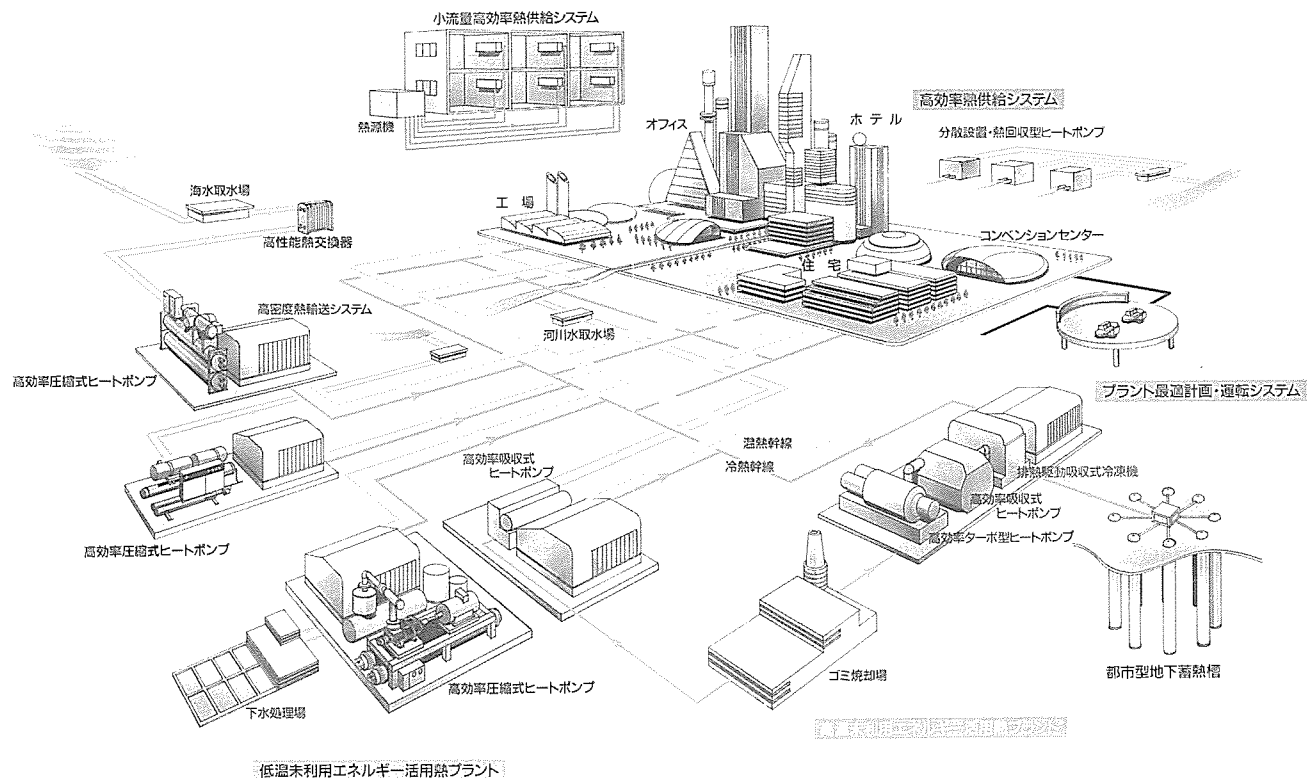 小流量高効率熱供給システム
熱源機
オフィス
ホテル
高効率熱供給システム
分散設置・熱回収型ヒートポンプ
海水取水場
高性能熱交換器
工場
コンベンションセンター
住宅
高密度熱輸送システム
河川水取水場
高効率圧縮式ヒートポンプ
プラント最適計画・運転システム
温熱幹線
冷熱幹線
高効率吸収式
ヒートポンプ
排熱駆動吸収式冷凍機
高効率吸収式
ヒートポンプ
高効率ターボ型ヒートポンプ
高効率圧縮式ヒートポンプ
高効率圧縮式ヒートポンプ
下水処理場
ゴミ焼却場
都市型地下蓄熱槽
低温未利用エネルギー活用熱プラント